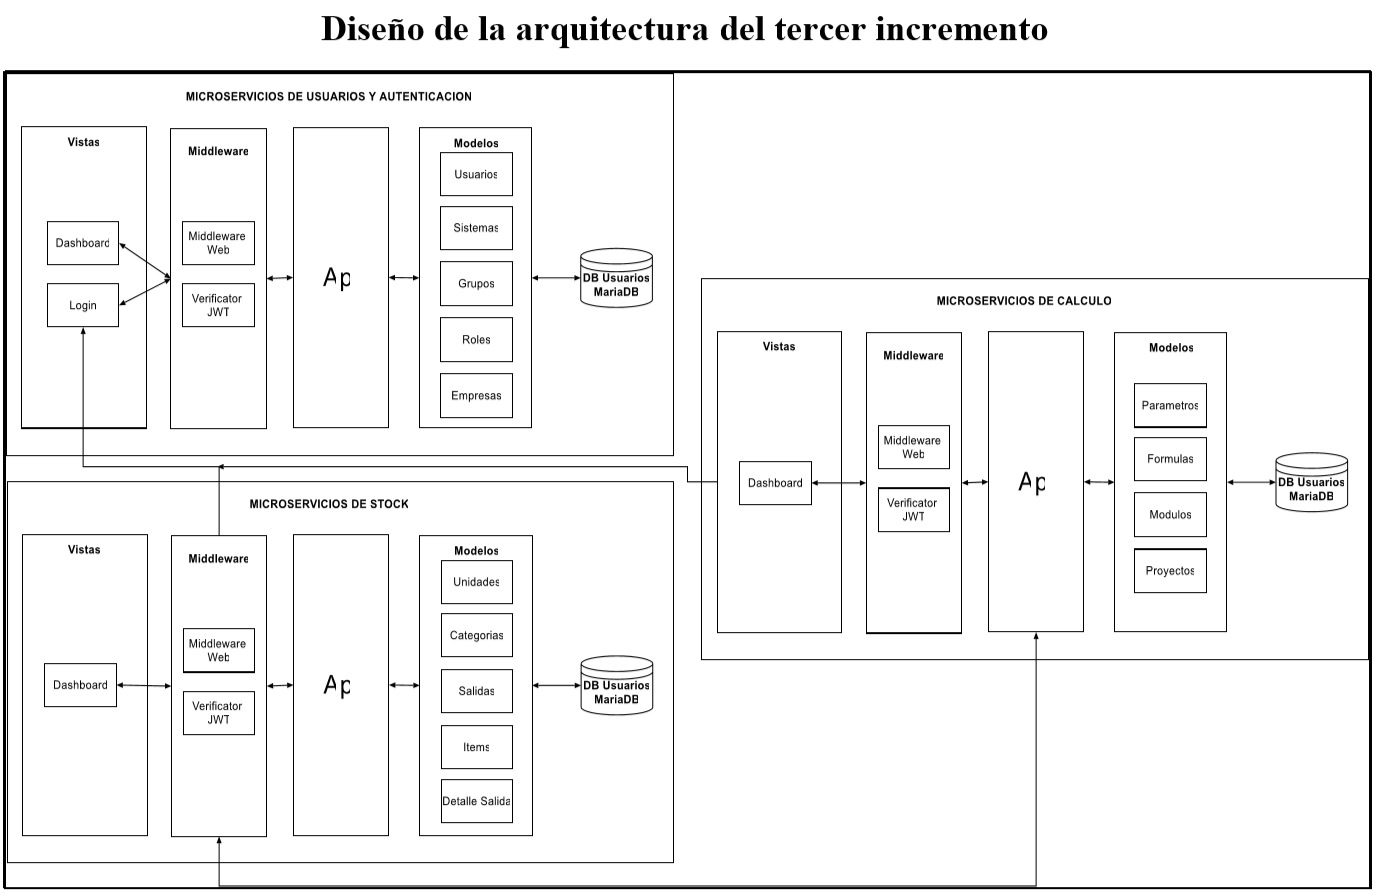 Diseño de la arquitectura del tercer incremento
MICROSERVICIOS DE USUARIOS Y AUTENTICACION
Vistas
Dashboard
Login
Middleware
Middleware
Web
Verificator
JWT
Ap
Modelos
Usuarios
Sistemas
Grupos
Roles
Empresas
DB Usuarios
MariaDB
MICROSERVICIOS DE CALCULO
Vistas
Dashboard
Middleware
Middleware
Web
Verificator
JWT
Ap
Modelos
Parametros
Formulas
Modulos
Proyectos
DB Usuarios
MariaDB
MICROSERVICIOS DE STOCK
Vistas
Dashboard
Middleware
Middleware
Web
Verificator
JWT
Ap
Modelos
Unidades
Categorias
Salidas
Items
Detalle Salida
DB Usuarios
MariaDB